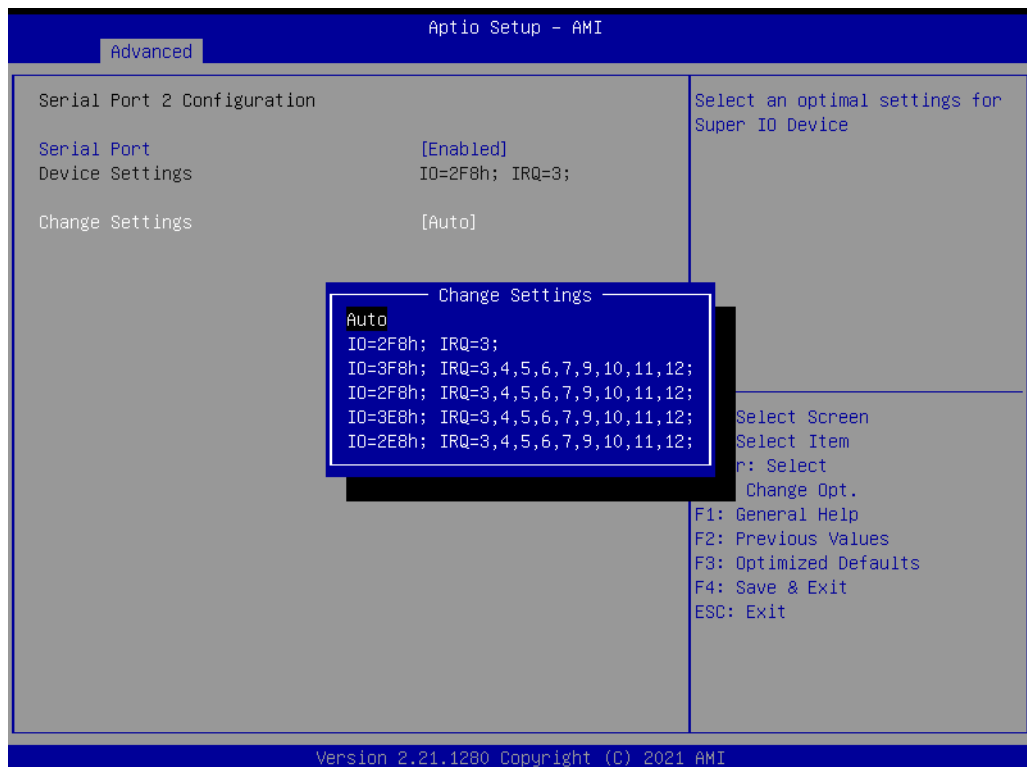 Aptio Setup – AMI
Advanced
Serial Port 2 Configuration
Serial Port [Enabled]
Device Settings IO=2F8h; IRQ=3;
Change Settings [Auto]
Select an optimal settings for
Super IO Device
Change Settings
Auto
IO=2F8h; IRQ=3;
IO=3F8h; IRQ=3,4,5,6,7,9,10,11,12;
IO=2F8h; IRQ=3,4,5,6,7,9,10,11,12;
IO=3E8h; IRQ=3,4,5,6,7,9,10,11,12;
IO=2E8h; IRQ=3,4,5,6,7,9,10,11,12;
Select Screen
Select Item
r: Select
Change Opt.
F1: General Help
F2: Previous Values
F3: Optimized Defaults
F4: Save & Exit
ESC: Exit
Version 2.21.1280 Copyright (C) 2021 AMI